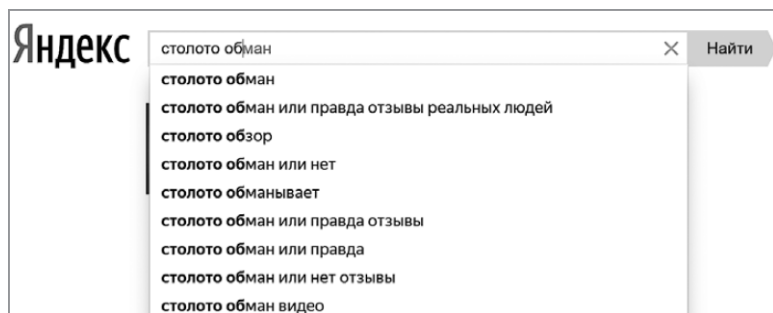 Яндекс
столото обман
Найти
столото обман
столото обман или правда отзывы реальных людей
столото обзор
столото обман или нет
столото обманывает
столото обман или правда отзывы
столото обман или правда
столото обман или нет отзывы
столото обман видео